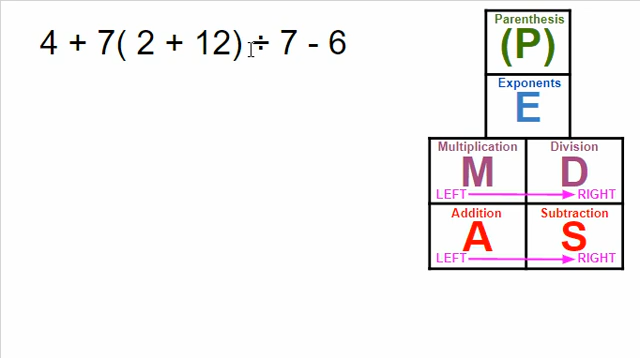 4 + 7( 2 + 12) ÷ 7 - 6
Parenthesis
(P)
Exponents
E
Multiplication Division
M D
LEFT RIGHT
Addition Subtraction
A S
LEFT RIGHT